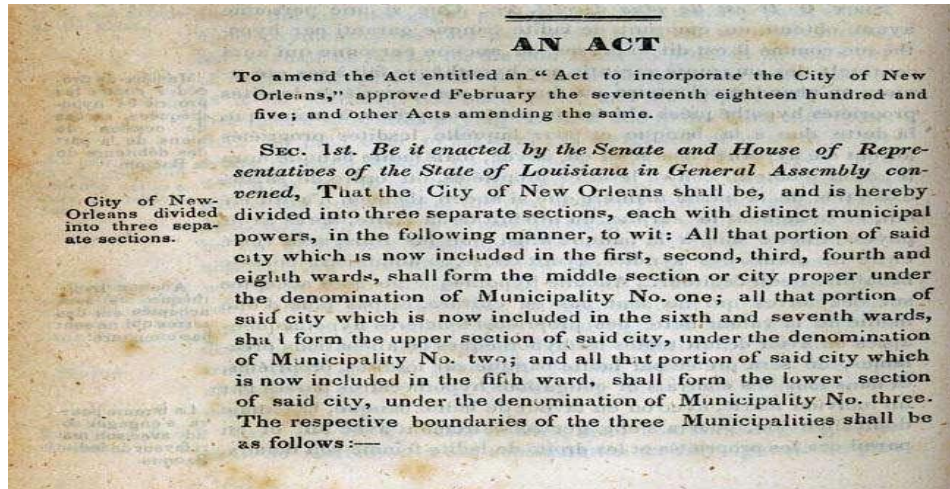 AN ACT
To amend the Act entitled an “Act to incorporate the City of New
Orleans,” approved February the seventeenth eighteen hundred and
five; and other Acts amending the same.
SEC. 1st. Be it enacted by the Senate and House of Repre-
sentatives of the State of Louisiana in General Assembly con-
vened, That the City of New Orleans shall be, and is hereby
divided into three separate sections, each with distinct municipal
powers, in the following manner, to wit: All that portion of said
city which is now included in the first, second, third, fourth and
eighth wards, shall form the middle section or city proper under
the denomination of Municipality No. one; all that portion of
said city which is now included in the sixth and seventh wards,
shall form the upper section of said city, under the denomination
of Municipality No. two; and all that portion of said city which
is now included in the fifth ward, shall form the lower section
of said city, under the denomination of Municipality No. three.
The respective boundaries of the three Municipalities shall be
as follows:—
City of New-
Orleans divided
into three sepa-
ate sections.